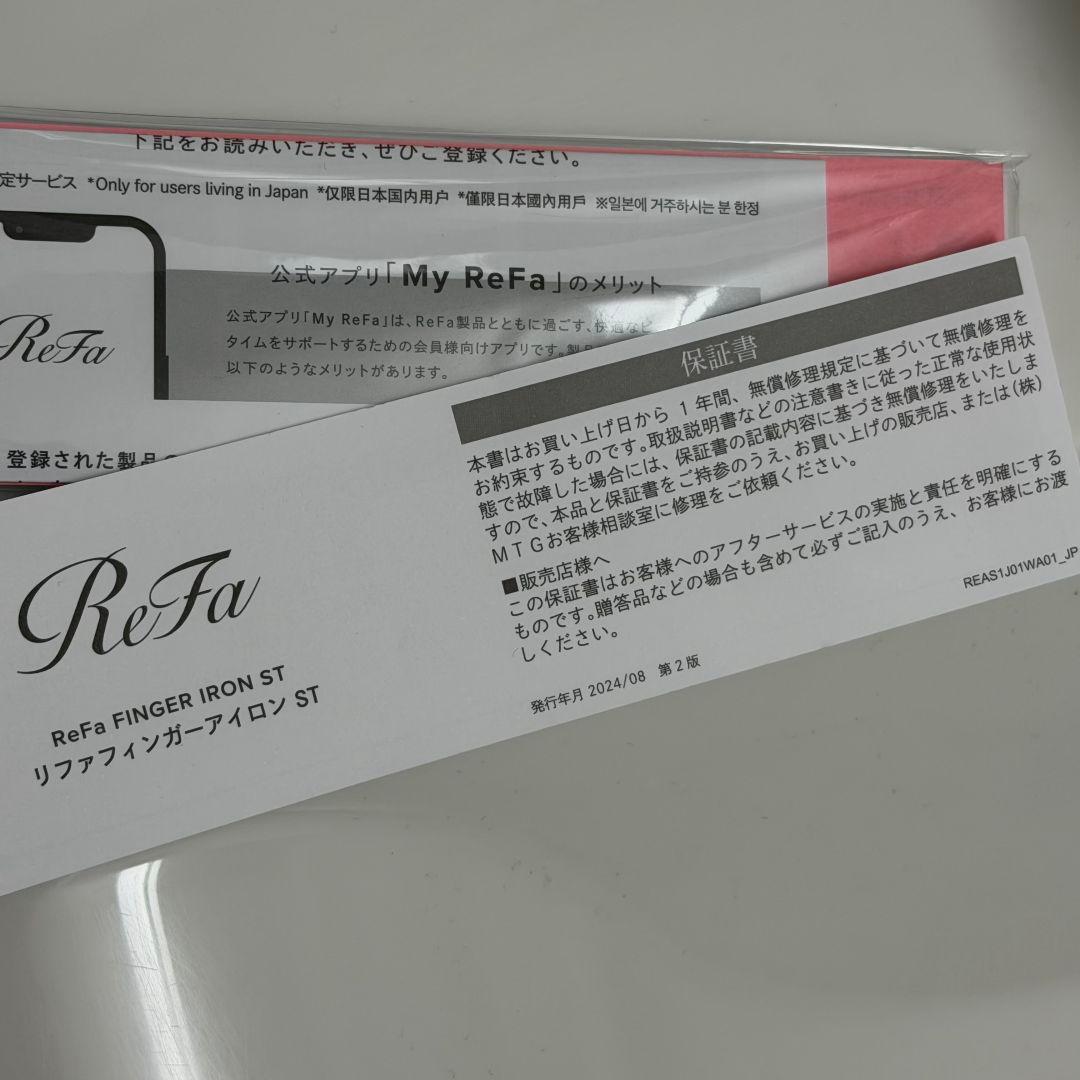 下記をお読みいただき、ぜひご登録ください。
定サービス *Only for users living in Japan *仅限日本国内用户 *僅限日本國內用戶 ※일본에 거주하시는 분 한정
公式アプリ「My ReFa」のメリット
公式アプリ「My ReFa」は、ReFa製品とともに過ごす、快適なビ
タイムをサポートするための会員様向けアプリです。製品
以下のようなメリットがあります。
ReFa
登録された製品の
保証書
本書はお買い上げ日から 1 年間、無償修理規定に基づいて無償修理を
お約束するものです。取扱説明書などの注意書きに従った正常な使用状
態で故障した場合には、保証書の記載内容に基づき無償修理をいたしま
すので、本品と保証書をご持参のうえ、お買い上げの販売店、または(株)
MTGお客様相談室に修理をご依頼ください。
■販売店様へ
この保証書はお客様へのアフターサービスの実施と責任を明確にする
ものです。贈答品などの場合も含めて必ずご記入のうえ、お客様にお渡
しください。
発行年月 2024/08 第2版
REAS1J01WA01_JP
ReFa
ReFa FINGER IRON ST
リファフィンガーアイロン ST